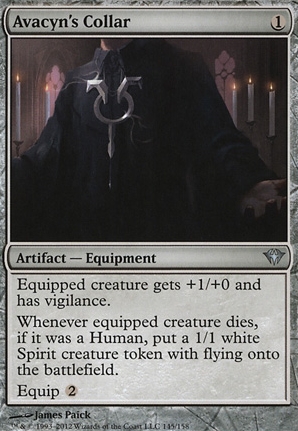 Avacyn's Collar 1
Artifact — Equipment
Equipped creature gets +1/+0 and
has vigilance.
Whenever equipped creature dies,
if it was a Human, put a 1/1 white
Spirit creature token with flying onto
the battlefield.
Equip 2
James Paick
™ & © 1993–2012 Wizards of the Coast LLC 145/158